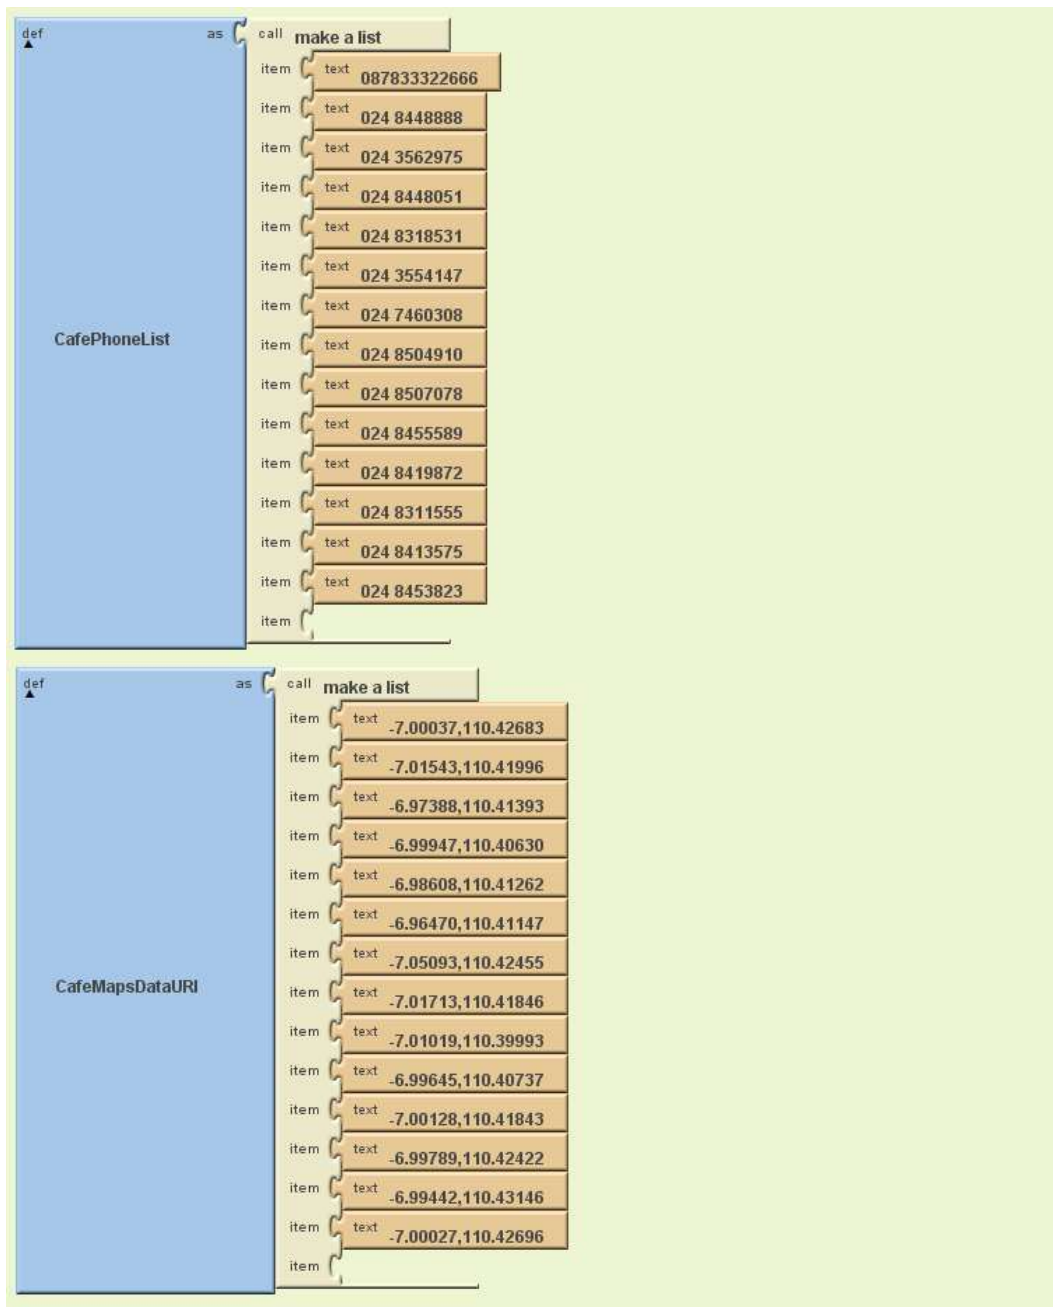 def as call make a list
item text 087833322666
item text 024 8448888
item text 024 3562975
item text 024 8448051
item text 024 8318531
item text 024 3554147
item text 024 7460308
CafePhoneList
item text 024 8504910
item text 024 8507078
item text 024 8455589
item text 024 8419872
item text 024 8311555
item text 024 8413575
item text 024 8453823
item
def as call make a list
item text -7.00037,110.42683
item text -7.01543,110.41996
item text -6.97388,110.41393
item text -6.99947,110.40630
item text -6.98608,110.41262
item text -6.96470,110.41147
item text -7.05093,110.42455
CafeMapsDataURI
item text -7.01713,110.41846
item text -7.01019,110.39993
item text -6.99645,110.40737
item text -7.00128,110.41843
item text -6.99789,110.42422
item text -6.99442,110.43146
item text -7.00027,110.42696
item